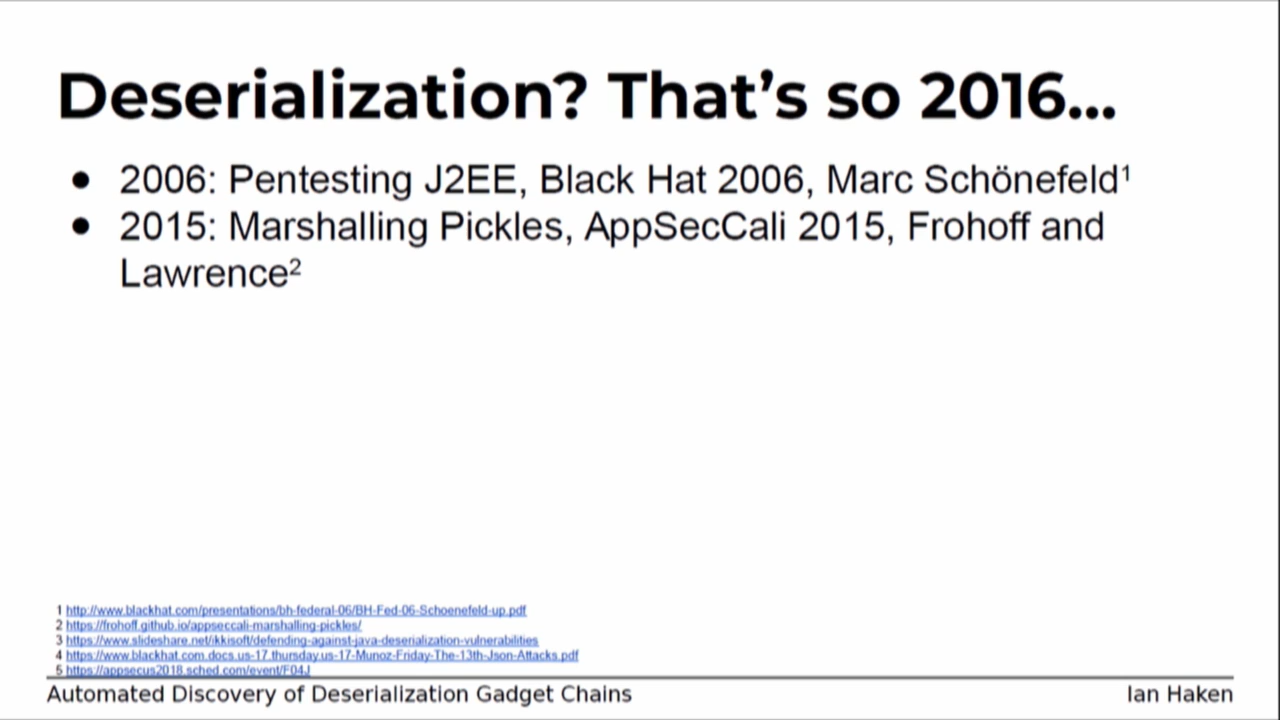 Deserialization? That's so 2016...
● 2006: Pentesting J2EE, Black Hat 2006, Marc Schönefeld¹
● 2015: Marshalling Pickles, AppSecCali 2015, Frohoff and
Lawrence²
1 http://www.blackhat.com/presentations/bh-federal-06/BH-Fed-06-Schoenefeld-up.pdf
2 https://frohoff.github.io/appseccali-marshalling-pickles/
3 https://www.slideshare.net/ikkisoft/defending-against-java-deserialization-vulnerabilities
4 https://www.blackhat.com.docs.us-17.thursday.us-17-Munoz-Friday-The-13th-Json-Attacks.pdf
5 https://appsecus2018.sched.com/event/F04J
Automated Discovery of Deserialization Gadget Chains
Ian Haken